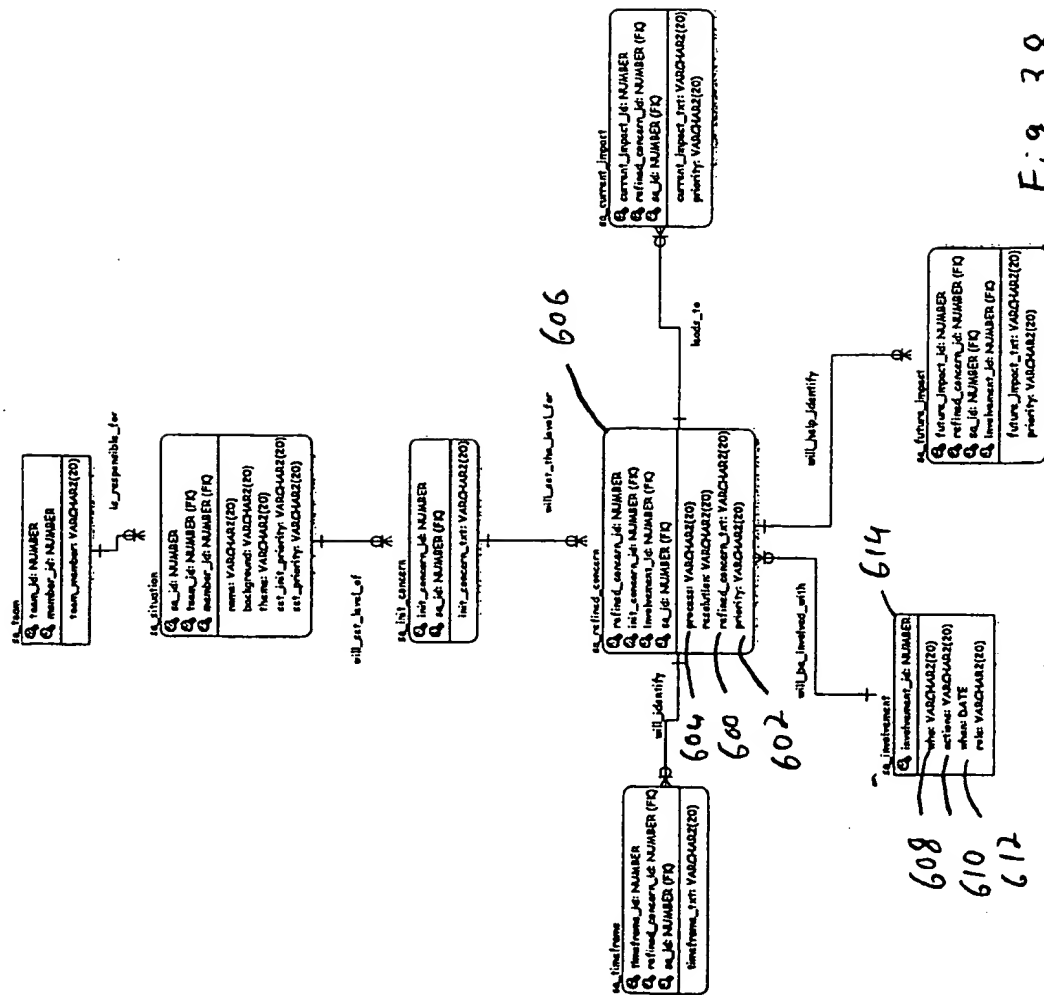 sa_team
team_id: NUMBER
member_id: NUMBER
team_member: VARCHAR2(20)
is_responsible_for
sa_situation
sa_id: NUMBER
team_id: NUMBER (FK)
member_id: NUMBER (FK)
name: VARCHAR2(20)
background: VARCHAR2(20)
theme: VARCHAR2(20)
set_init_priority: VARCHAR2(20)
set_priority: VARCHAR2(20)
will_set_level_of
sa_init_concern
init_concern_id: NUMBER
sa_id: NUMBER (FK)
init_concern_txt: VARCHAR2(20)
will_set_the_level_for
606
sa_refined_concern
refined_concern_id: NUMBER
init_concern_id: NUMBER (FK)
involvement_id: NUMBER (FK)
sa_id: NUMBER (FK)
process: VARCHAR2(20)
resolution: VARCHAR2(20)
refined_concern_txt: VARCHAR2(20)
priority: VARCHAR2(20)
604
600
602
leads_to
sa_current_impact
current_impact_id: NUMBER
refined_concern_id: NUMBER (FK)
sa_id: NUMBER (FK)
current_impact_txt: VARCHAR2(20)
priority: VARCHAR2(20)
will_identify
sa_timeframe
timeframe_id: NUMBER
refined_concern_id: NUMBER (FK)
sa_id: NUMBER (FK)
timeframe_txt: VARCHAR2(20)
will_be_involved_with
614
sa_involvement
involvement_id: NUMBER
who: VARCHAR2(20)
actions: VARCHAR2(20)
when: DATE
role: VARCHAR2(20)
608
610
612
will_help_identify
sa_future_impact
future_impact_id: NUMBER
refined_concern_id: NUMBER (FK)
sa_id: NUMBER (FK)
involvement_id: NUMBER (FK)
future_impact_txt: VARCHAR2(20)
priority: VARCHAR2(20)
Fig 38